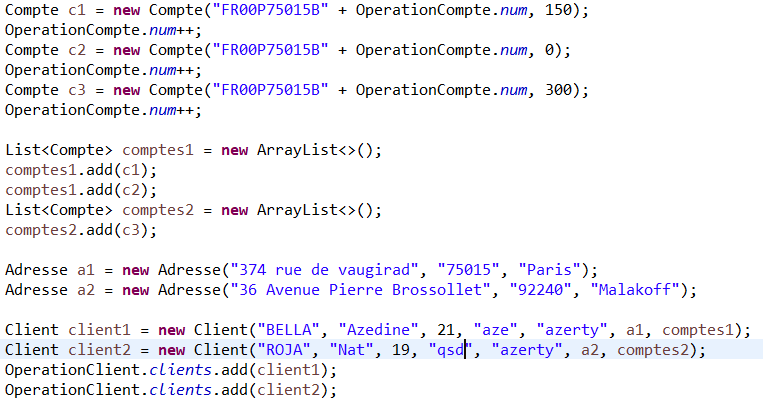 Compte c1 = new Compte("FR00P75015B" + OperationCompte.num, 150);
OperationCompte.num++;
Compte c2 = new Compte("FR00P75015B" + OperationCompte.num, 0);
OperationCompte.num++;
Compte c3 = new Compte("FR00P75015B" + OperationCompte.num, 300);
OperationCompte.num++;
List<Compte> comptes1 = new ArrayList<>();
comptes1.add(c1);
comptes1.add(c2);
List<Compte> comptes2 = new ArrayList<>();
comptes2.add(c3);
Adresse a1 = new Adresse("374 rue de vaugirad", "75015", "Paris");
Adresse a2 = new Adresse("36 Avenue Pierre Brossollet", "92240", "Malakoff");
Client client1 = new Client("BELLA", "Azedine", 21, "aze", "azerty", a1, comptes1);
Client client2 = new Client("ROJA", "Nat", 19, "qsd", "azerty", a2, comptes2);
OperationClient.clients.add(client1);
OperationClient.clients.add(client2);